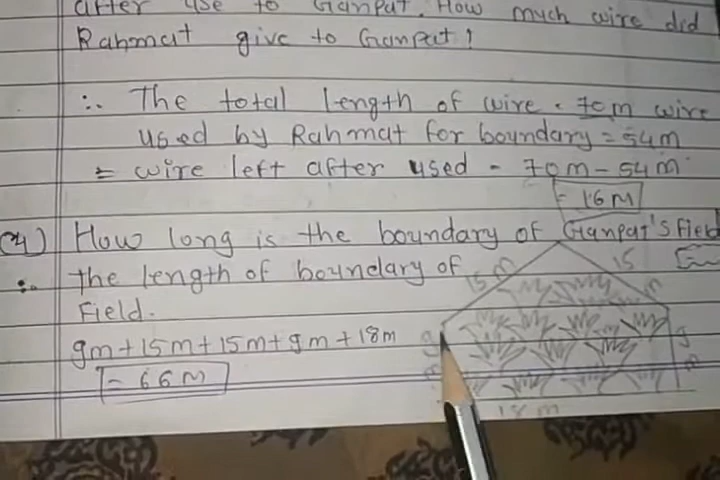 after use to Ganpat. How much wire did
Rahmat give to Ganpat?
∴ The total length of wire = 70m wire
used by Rahmat for boundary = 54m
= wire left after used = 70m - 54m
= 16M
(4) How long is the boundary of Ganpat's Field
∴ the length of boundary of
Field.
9m+15m+15m+9m+18m
= 66M
15 m
15 m
9
9 m
18 m